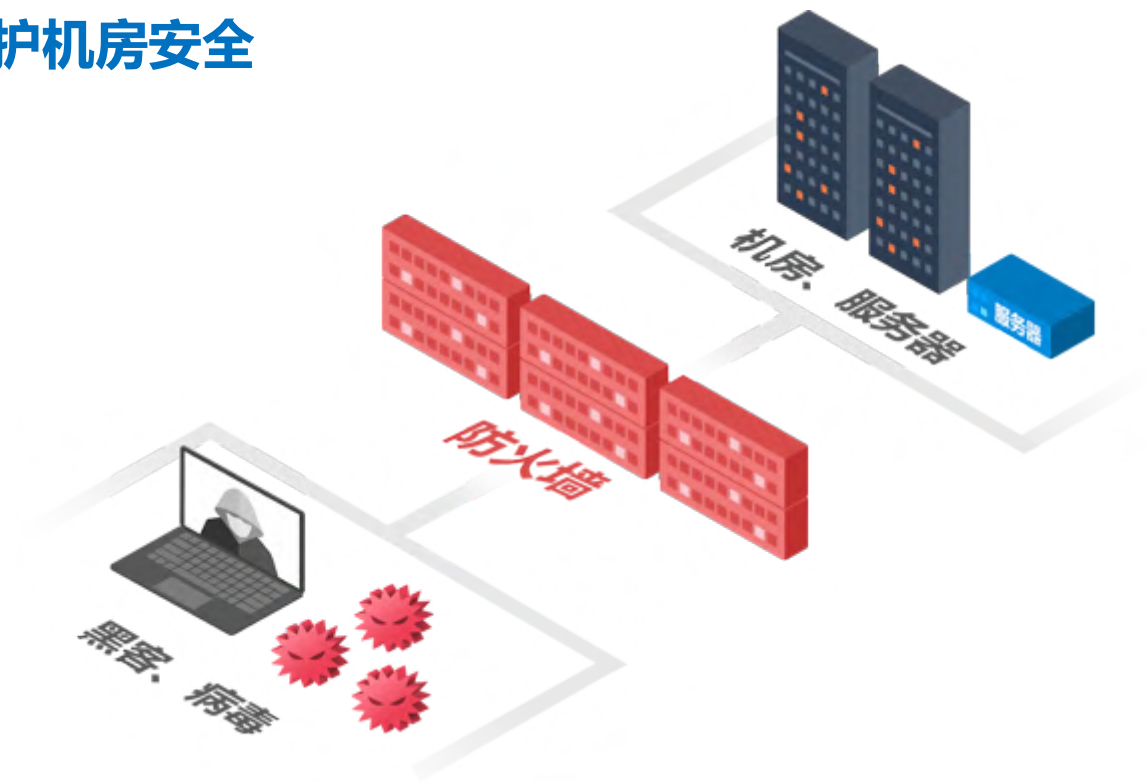 护机房安全
机房、服务器
服务器
防火墙
黑客、病毒